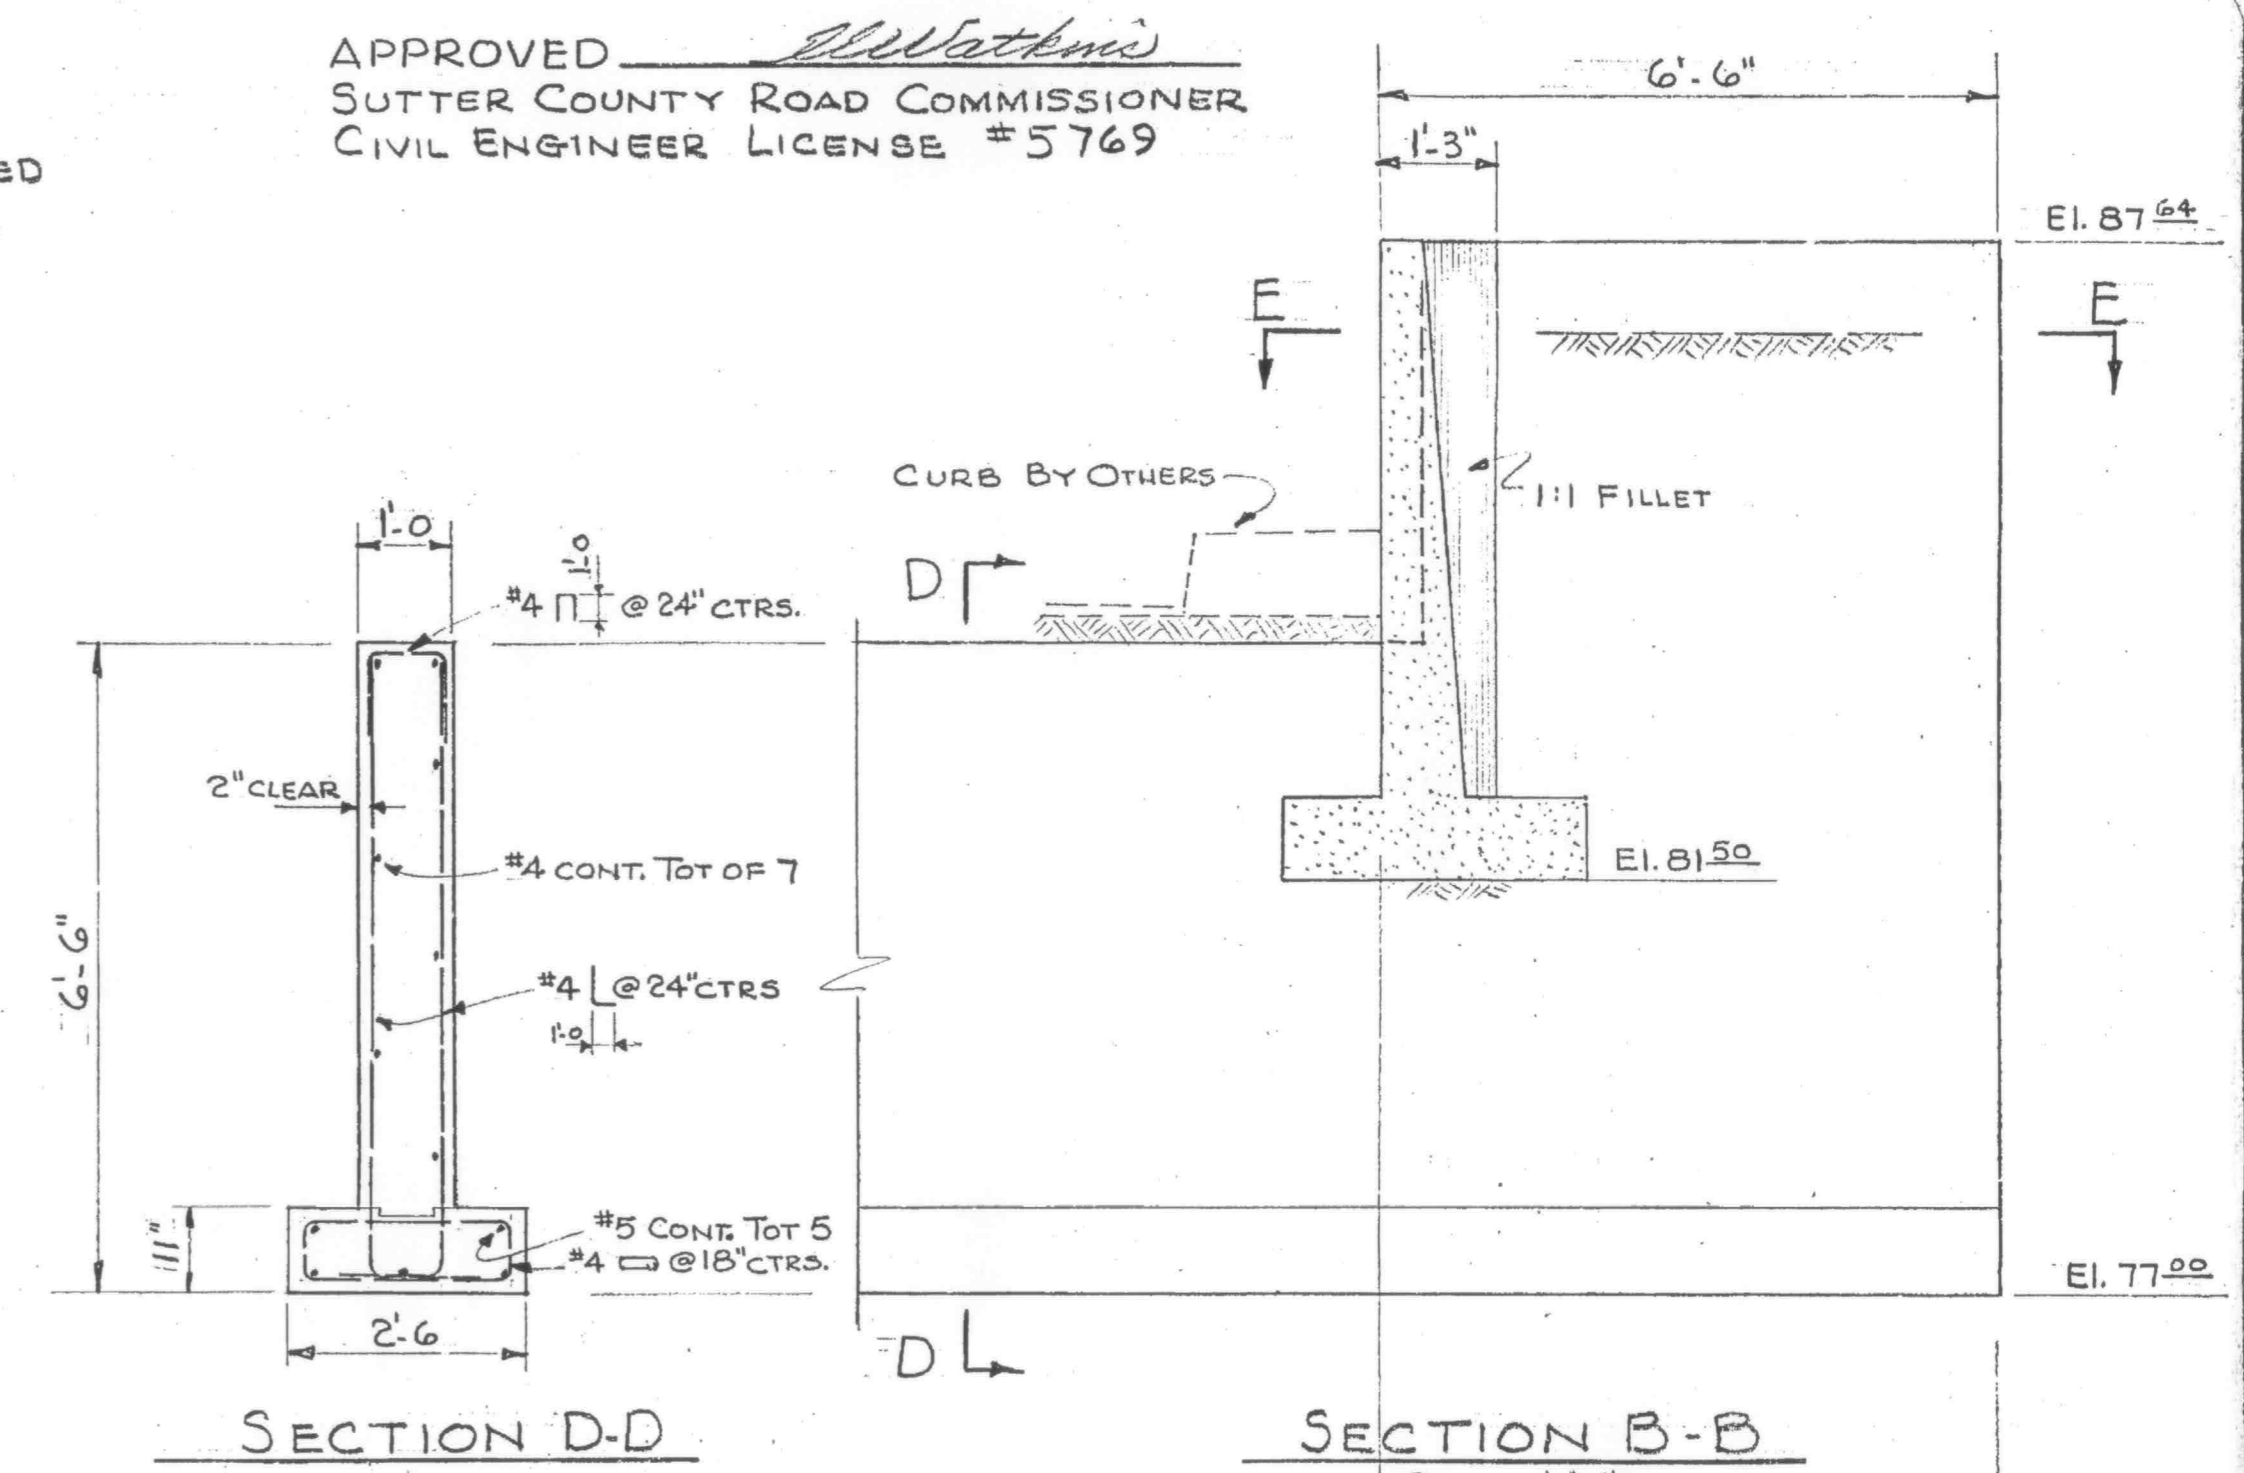 APPROVED W Watkins
SUTTER COUNTY ROAD COMMISSIONER
CIVIL ENGINEER LICENSE #5769
ED
6'-6"
1'-3"
El. 87 64
E
E
CURB BY OTHERS
1:1 FILLET
1'-0
1'-0
#4 @ 24" CTRS.
D
2" CLEAR
#4 CONT. TOT OF 7
El. 81 50
6'-6"
#4 @ 24" CTRS
1'-0
11"
#5 CONT. TOT 5
#4 @ 18" CTRS.
El. 77 00
2'-6
D
SECTION D-D
SECTION B-B